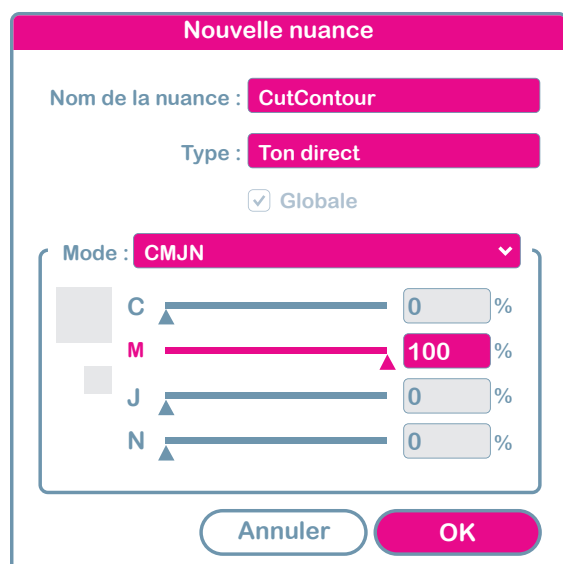 Nouvelle nuance
Nom de la nuance : CutContour
Type : Ton direct
Globale
Mode : CMJN
C 0 %
M 100 %
J 0 %
N 0 %
Annuler OK